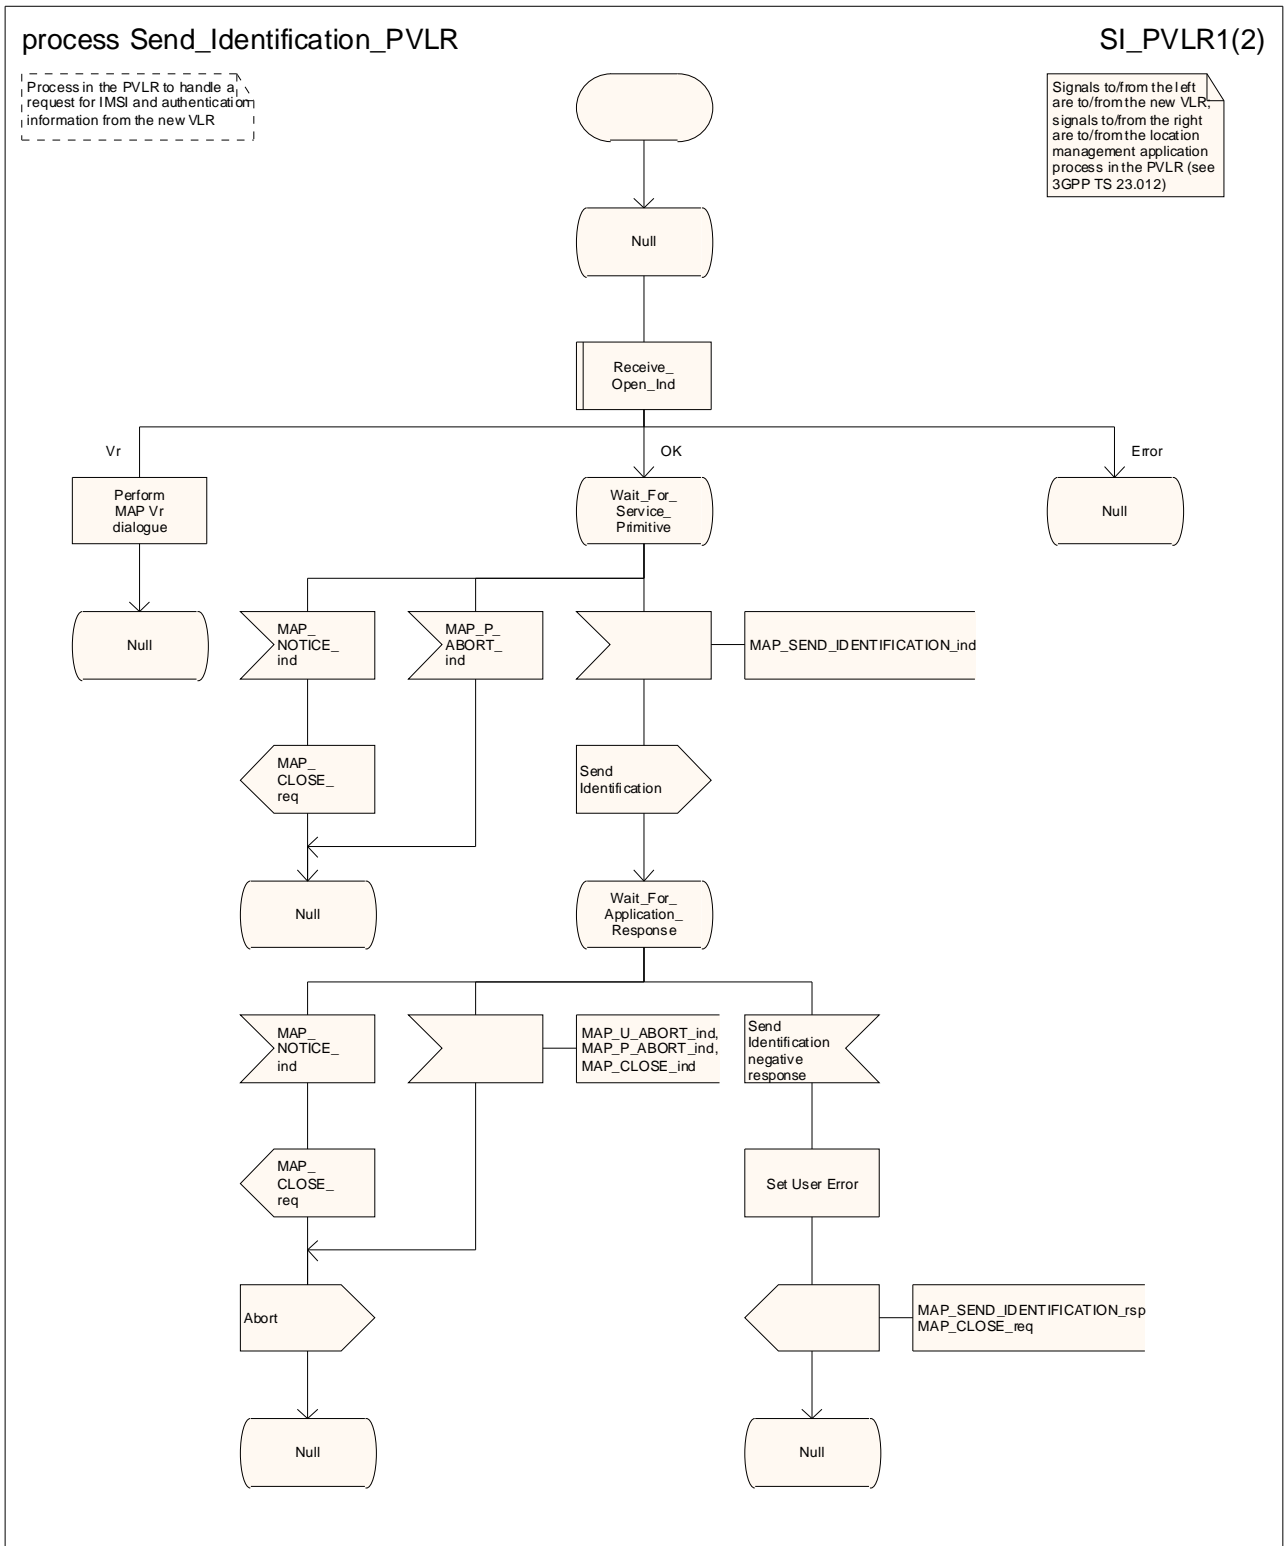 process Send_Identification_PVLR
SI_PVLR1(2)
Process in the PVLR to handle a
request for IMSI and authentication
information from the new VLR
Signals to/from the left
are to/from the new VLR;
signals to/from the right
are to/from the location
management application
process in the PVLR (see
3GPP TS 23.012)
Null
Receive_
Open_Ind
Vr
OK
Error
Perform
MAP Vr
dialogue
Wait_For_
Service_
Primitive
Null
Null
MAP_
NOTICE_
ind
MAP_P_
ABORT_
ind
MAP_SEND_IDENTIFICATION_ind
MAP_
CLOSE_
req
Send
Identification
Null
Wait_For_
Application_
Response
MAP_
NOTICE_
ind
MAP_U_ABORT_ind,
MAP_P_ABORT_ind,
MAP_CLOSE_ind
Send
Identification
negative
response
MAP_
CLOSE_
req
Set User Error
Abort
MAP_SEND_IDENTIFICATION_rsp
MAP_CLOSE_req
Null
Null